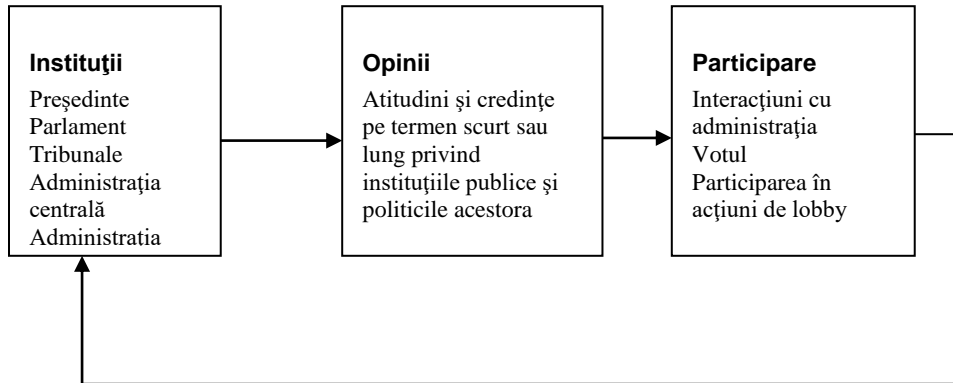 Instituţii
Preşedinte
Parlament
Tribunale
Administraţia
centrală
Administratia
Opinii
Atitudini şi credinţe
pe termen scurt sau
lung privind
instituţiile publice şi
politicile acestora
Participare
Interacţiuni cu
administraţia
Votul
Participarea în
acţiuni de lobby